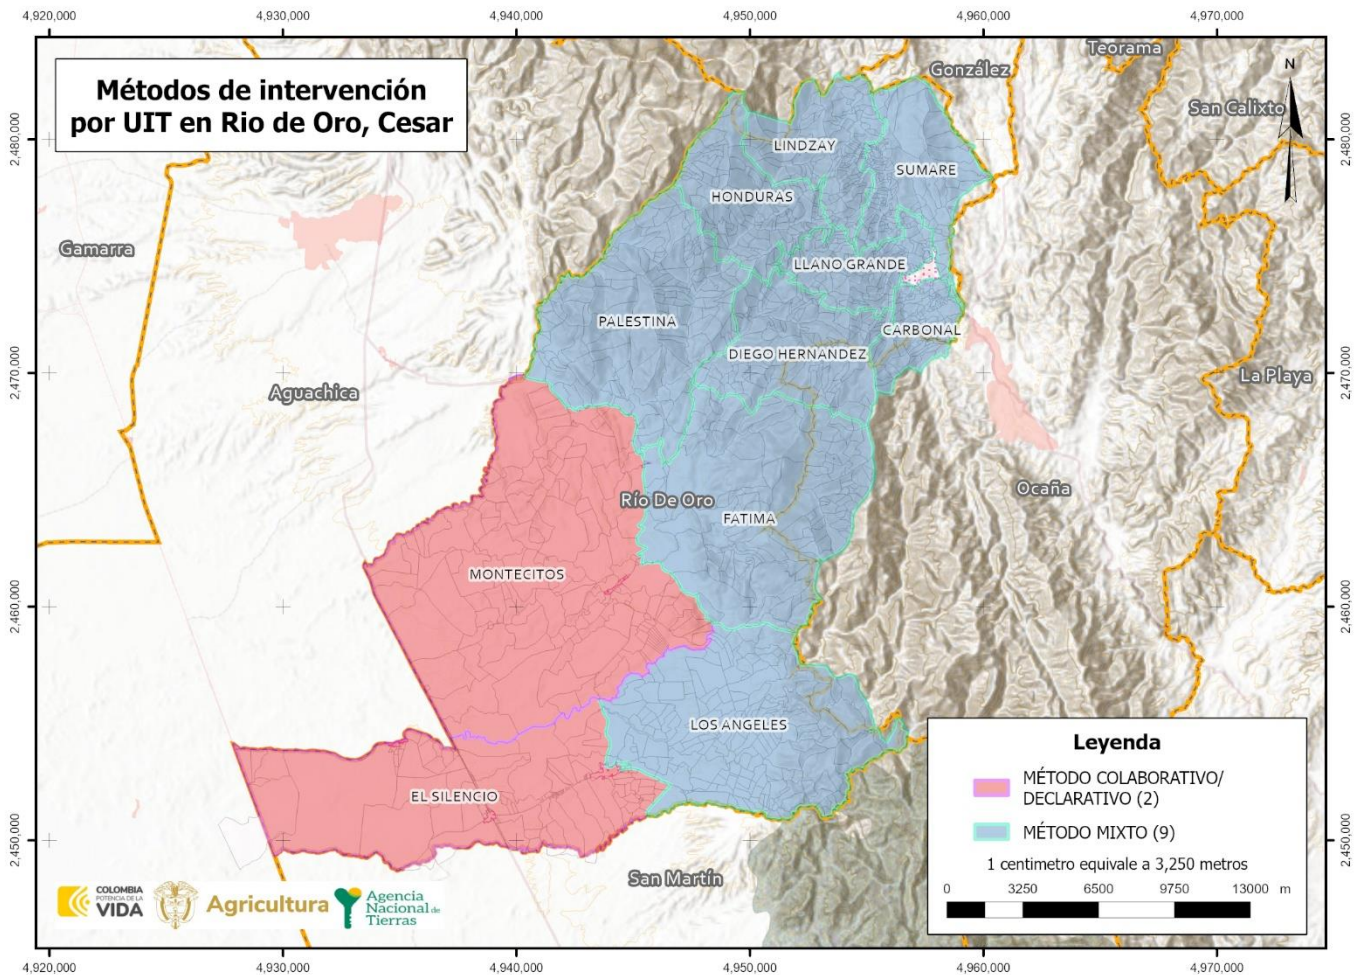 4,920,000
4,930,000
4,940,000
4,950,000
4,960,000
4,970,000
Métodos de intervención
por UIT en Rio de Oro, Cesar
Teorama
González
San Calixto
N
2,480,000
2,480,000
LINDZAY
SUMARE
HONDURAS
Gamarra
LLANO GRANDE
PALESTINA
CARBONAL
DIEGO HERNANDEZ
2,470,000
2,470,000
La Playa
Aguachica
Ocaña
Río De Oro
FATIMA
MONTECITOS
2,460,000
2,460,000
LOS ANGELES
EL SILENCIO
2,450,000
2,450,000
San Martín
Leyenda
MÉTODO COLABORATIVO/
DECLARATIVO (2)
MÉTODO MIXTO (9)
1 centimetro equivale a 3,250 metros
0 3250 6500 9750 13000 m
COLOMBIA
POTENCIA DE LA
VIDA
Agricultura
Agencia
Nacional de
Tierras
4,920,000
4,930,000
4,940,000
4,950,000
4,960,000
4,970,000